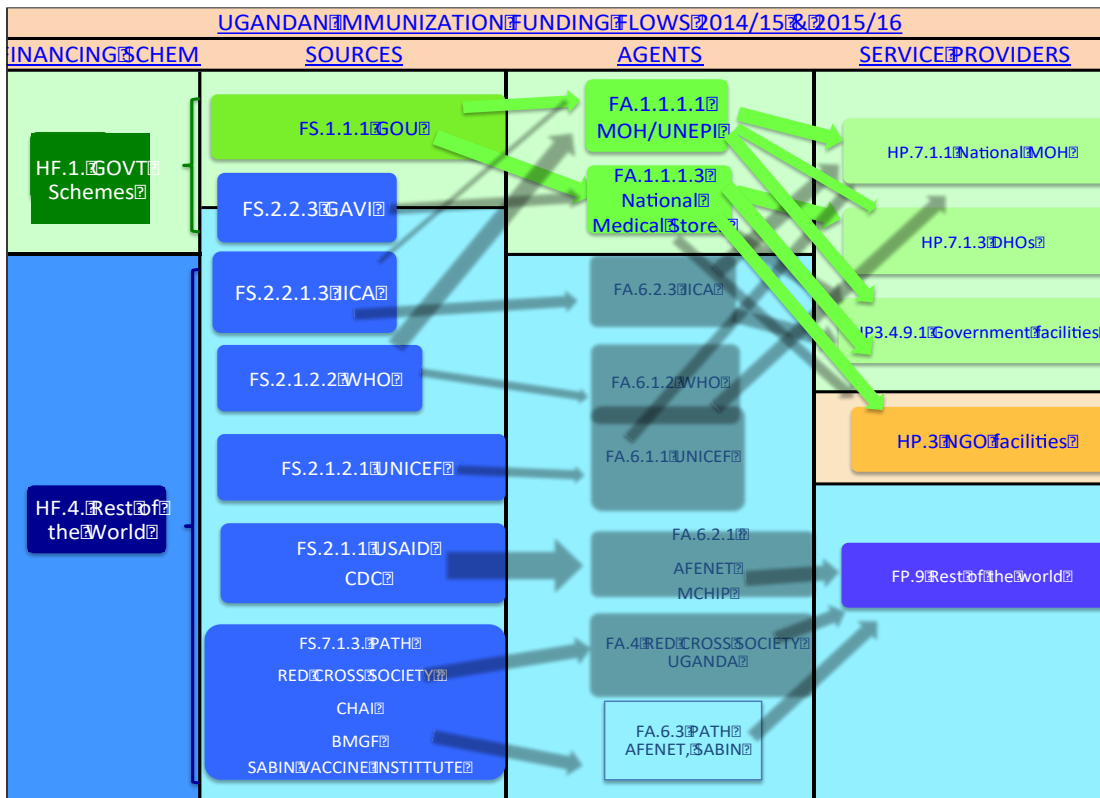 UGANDAN IMMUNIZATION FUNDING FLOWS 2014/15 & 2015/16
FINANCING SCHEM
SOURCES
AGENTS
SERVICE PROVIDERS
HF.1. GOVT
Schemes
FS.1.1.1 GOU
FS.2.2.3 GAVI
FS.2.2.1.3 JICA
FS.2.1.2.2 WHO
FS.2.1.2.1 UNICEF
HF.4. Rest of
the World
FS.2.1.1 USAID
CDC
FS.7.1.3. PATH
RED CROSS SOCIETY
CHAI
BMGF
SABIN VACCINE INSTITTUTE
FA.1.1.1.1
MOH/UNEPI
FA.1.1.1.3
National
Medical Stores
FA.6.2.3 JICA
FA.6.1.2 WHO
FA.6.1.1 UNICEF
FA.6.2.1
AFENET
MCHIP
FA.4 RED CROSS SOCIETY
UGANDA
FA.6.3 PATH
AFENET, SABIN
HP.7.1.1 National MOH
HP.7.1.3 DHOs
HP3.4.9.1 Government facilities
HP.3 NGO facilities
FP.9 Rest of the world